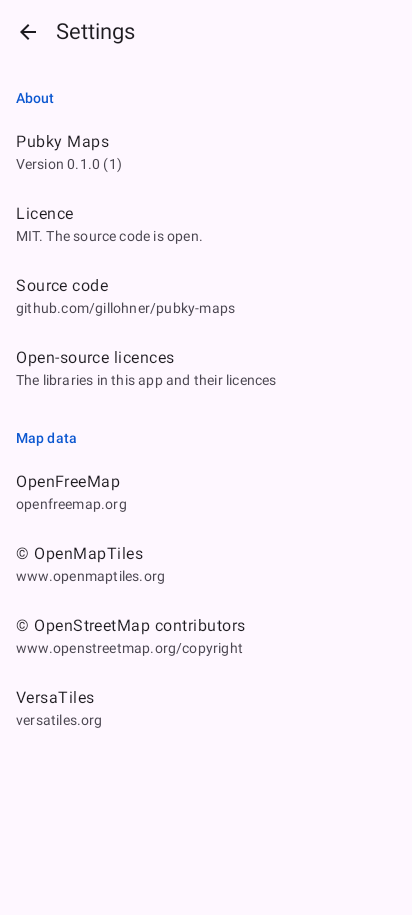 Settings
About
Pubky Maps
Version 0.1.0 (1)
Licence
MIT. The source code is open.
Source code
github.com/gillohner/pubky-maps
Open-source licences
The libraries in this app and their licences
Map data
OpenFreeMap
openfreemap.org
© OpenMapTiles
www.openmaptiles.org
© OpenStreetMap contributors
www.openstreetmap.org/copyright
VersaTiles
versatiles.org